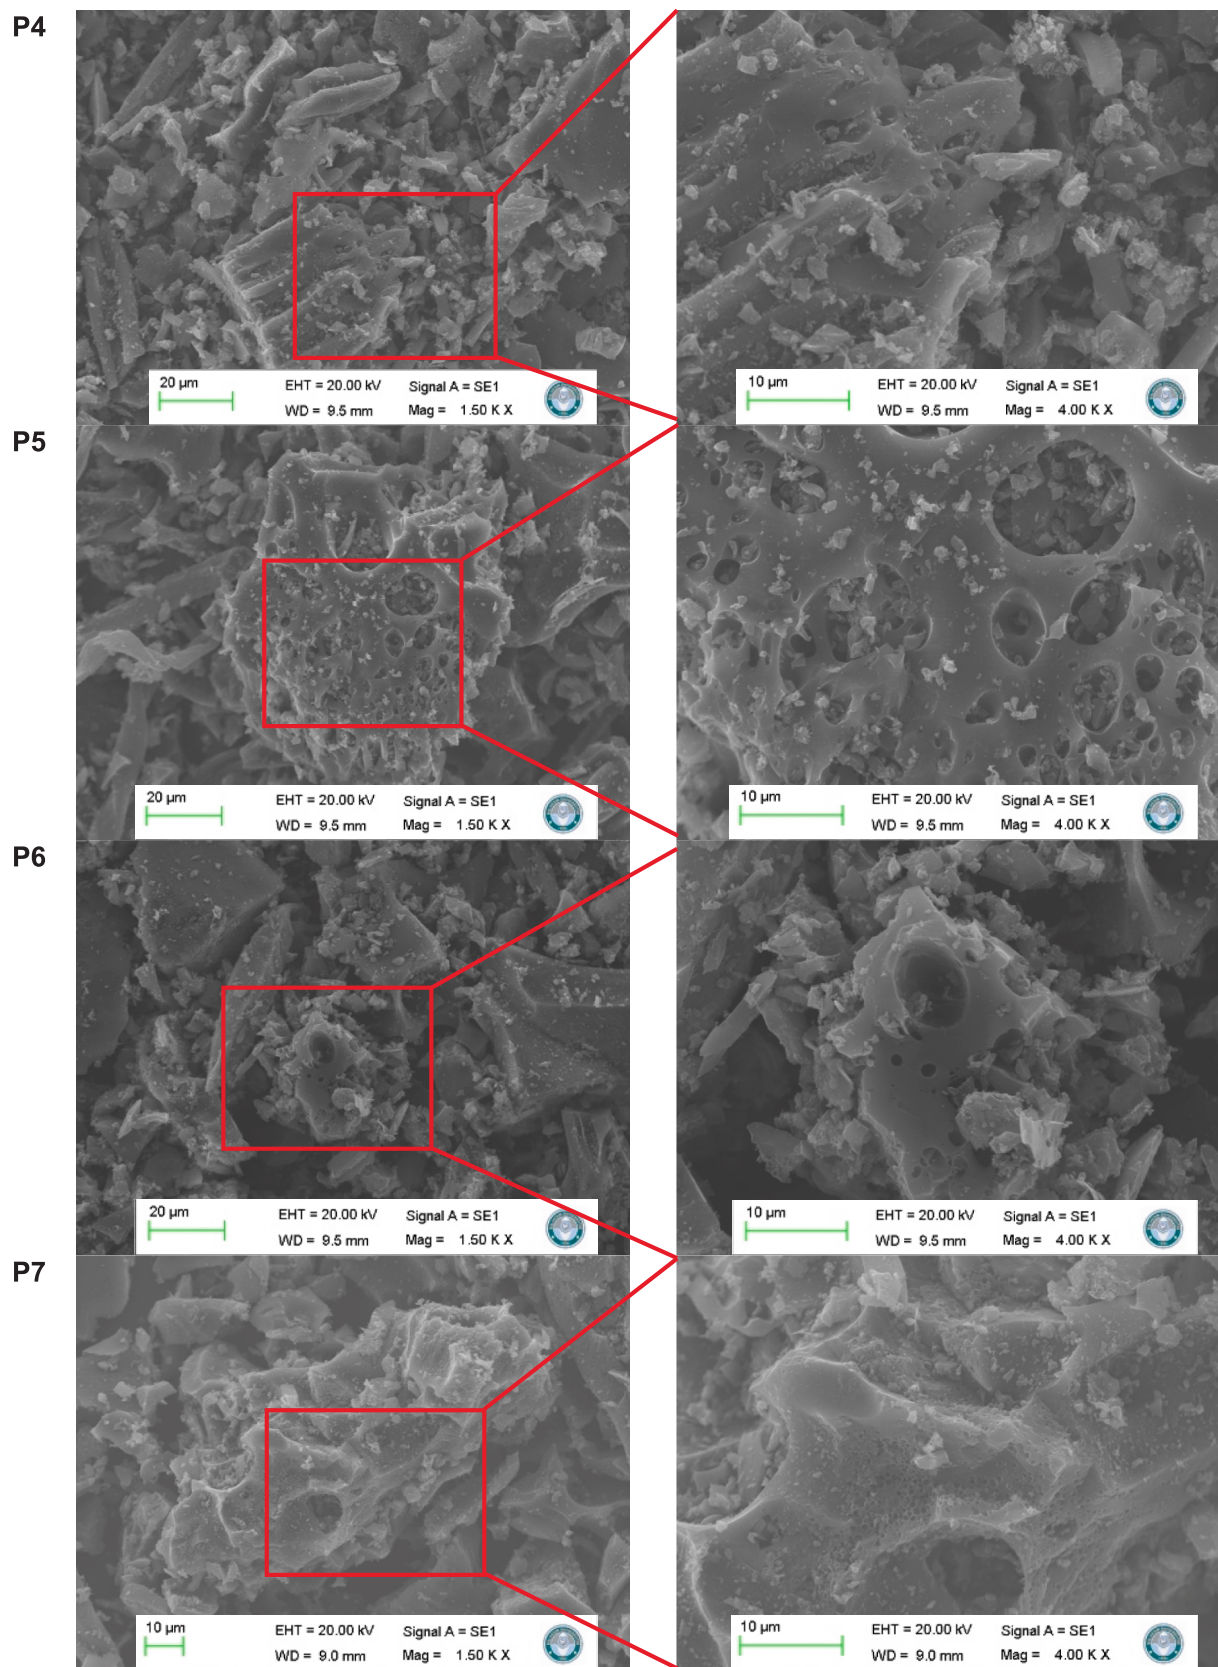 P4
20 µm
EHT = 20.00 kV
Signal A = SE1
WD = 9.5 mm
Mag = 1.50 K X
10 µm
EHT = 20.00 kV
Signal A = SE1
WD = 9.5 mm
Mag = 4.00 K X
P5
20 µm
EHT = 20.00 kV
Signal A = SE1
WD = 9.5 mm
Mag = 1.50 K X
10 µm
EHT = 20.00 kV
Signal A = SE1
WD = 9.5 mm
Mag = 4.00 K X
P6
20 µm
EHT = 20.00 kV
Signal A = SE1
WD = 9.5 mm
Mag = 1.50 K X
10 µm
EHT = 20.00 kV
Signal A = SE1
WD = 9.5 mm
Mag = 4.00 K X
P7
10 µm
EHT = 20.00 kV
Signal A = SE1
WD = 9.0 mm
Mag = 1.50 K X
10 µm
EHT = 20.00 kV
Signal A = SE1
WD = 9.0 mm
Mag = 4.00 K X